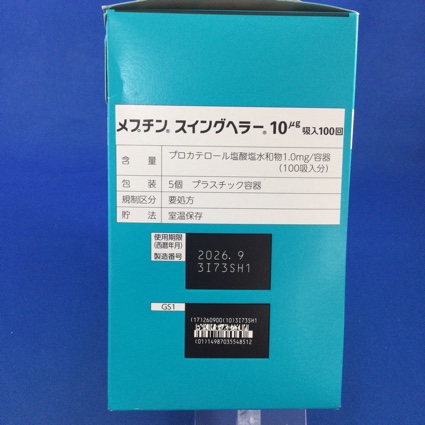 メプチン® スイングヘラー® 10μg 吸入100回
含 量 プロカテロール塩酸塩水和物1.0mg/容器
(100吸入分)
包 装 5個 プラスチック容器
規制区分 要処方
貯 法 室温保存
使用期限
(西暦年月)
製造番号
2026. 9
3I73SH1
GS1
(17)260900(10)3I73SH1
(01)14987035548512